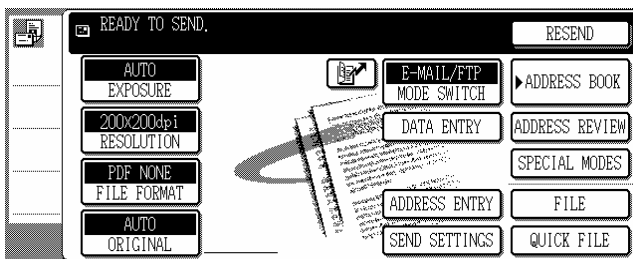 READY TO SEND.
RESEND
AUTO
EXPOSURE
E-MAIL/FTP
MODE SWITCH
ADDRESS BOOK
200X200dpi
RESOLUTION
DATA ENTRY
ADDRESS REVIEW
PDF NONE
FILE FORMAT
SPECIAL MODES
ADDRESS ENTRY
FILE
AUTO
ORIGINAL
SEND SETTINGS
QUICK FILE